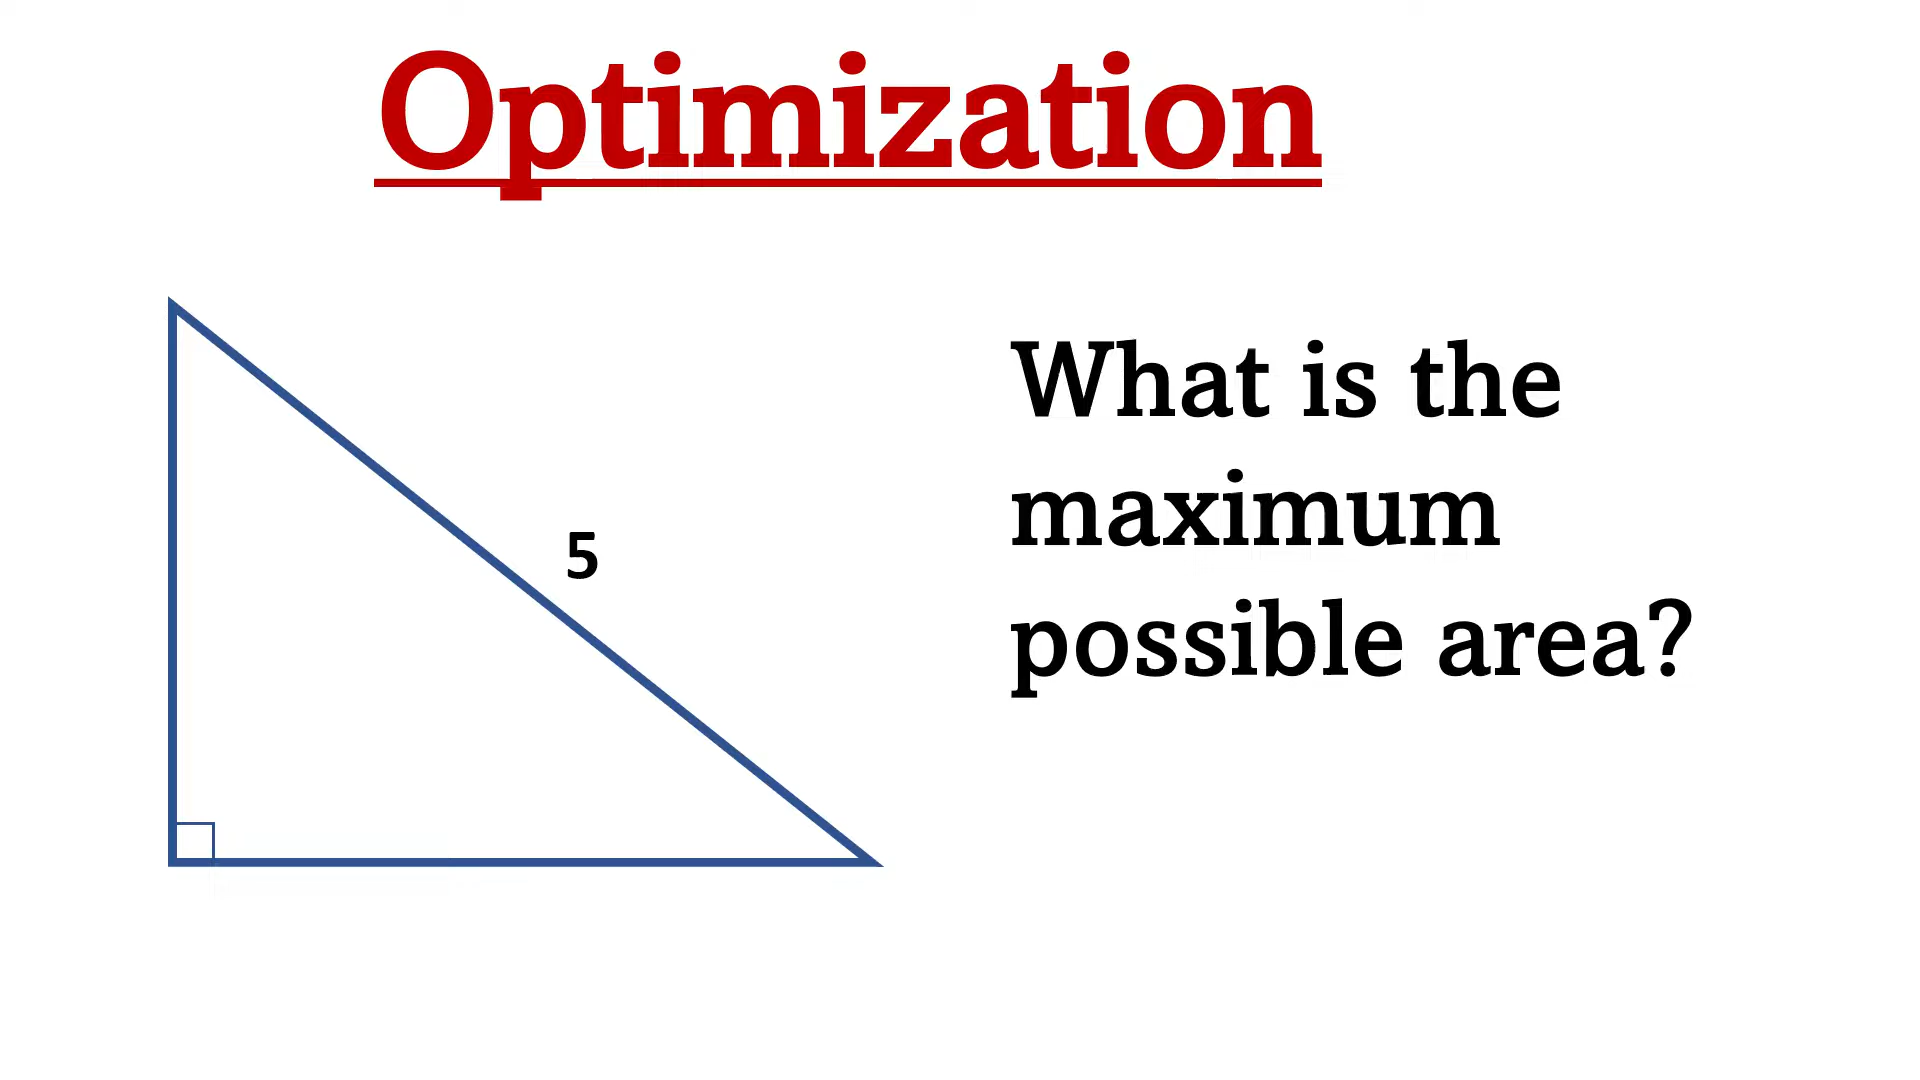 Optimization
What is the
maximum
5
possible area?